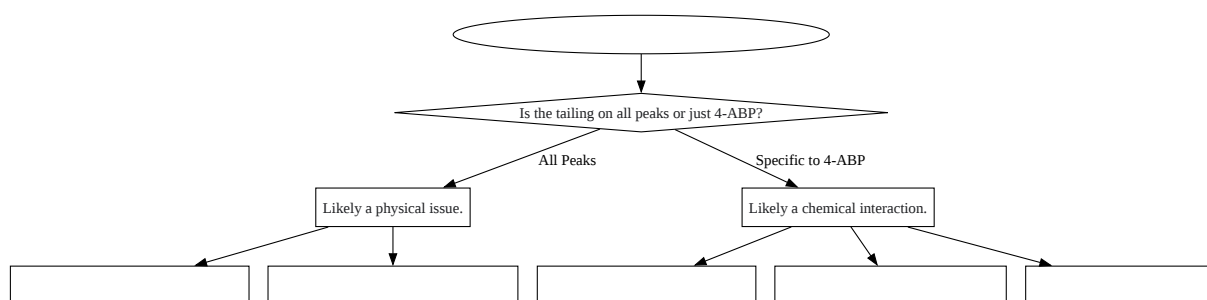 Is the tailing on all peaks or just 4-ABP?
All Peaks
Specific to 4-ABP
Likely a physical issue.
Likely a chemical interaction.